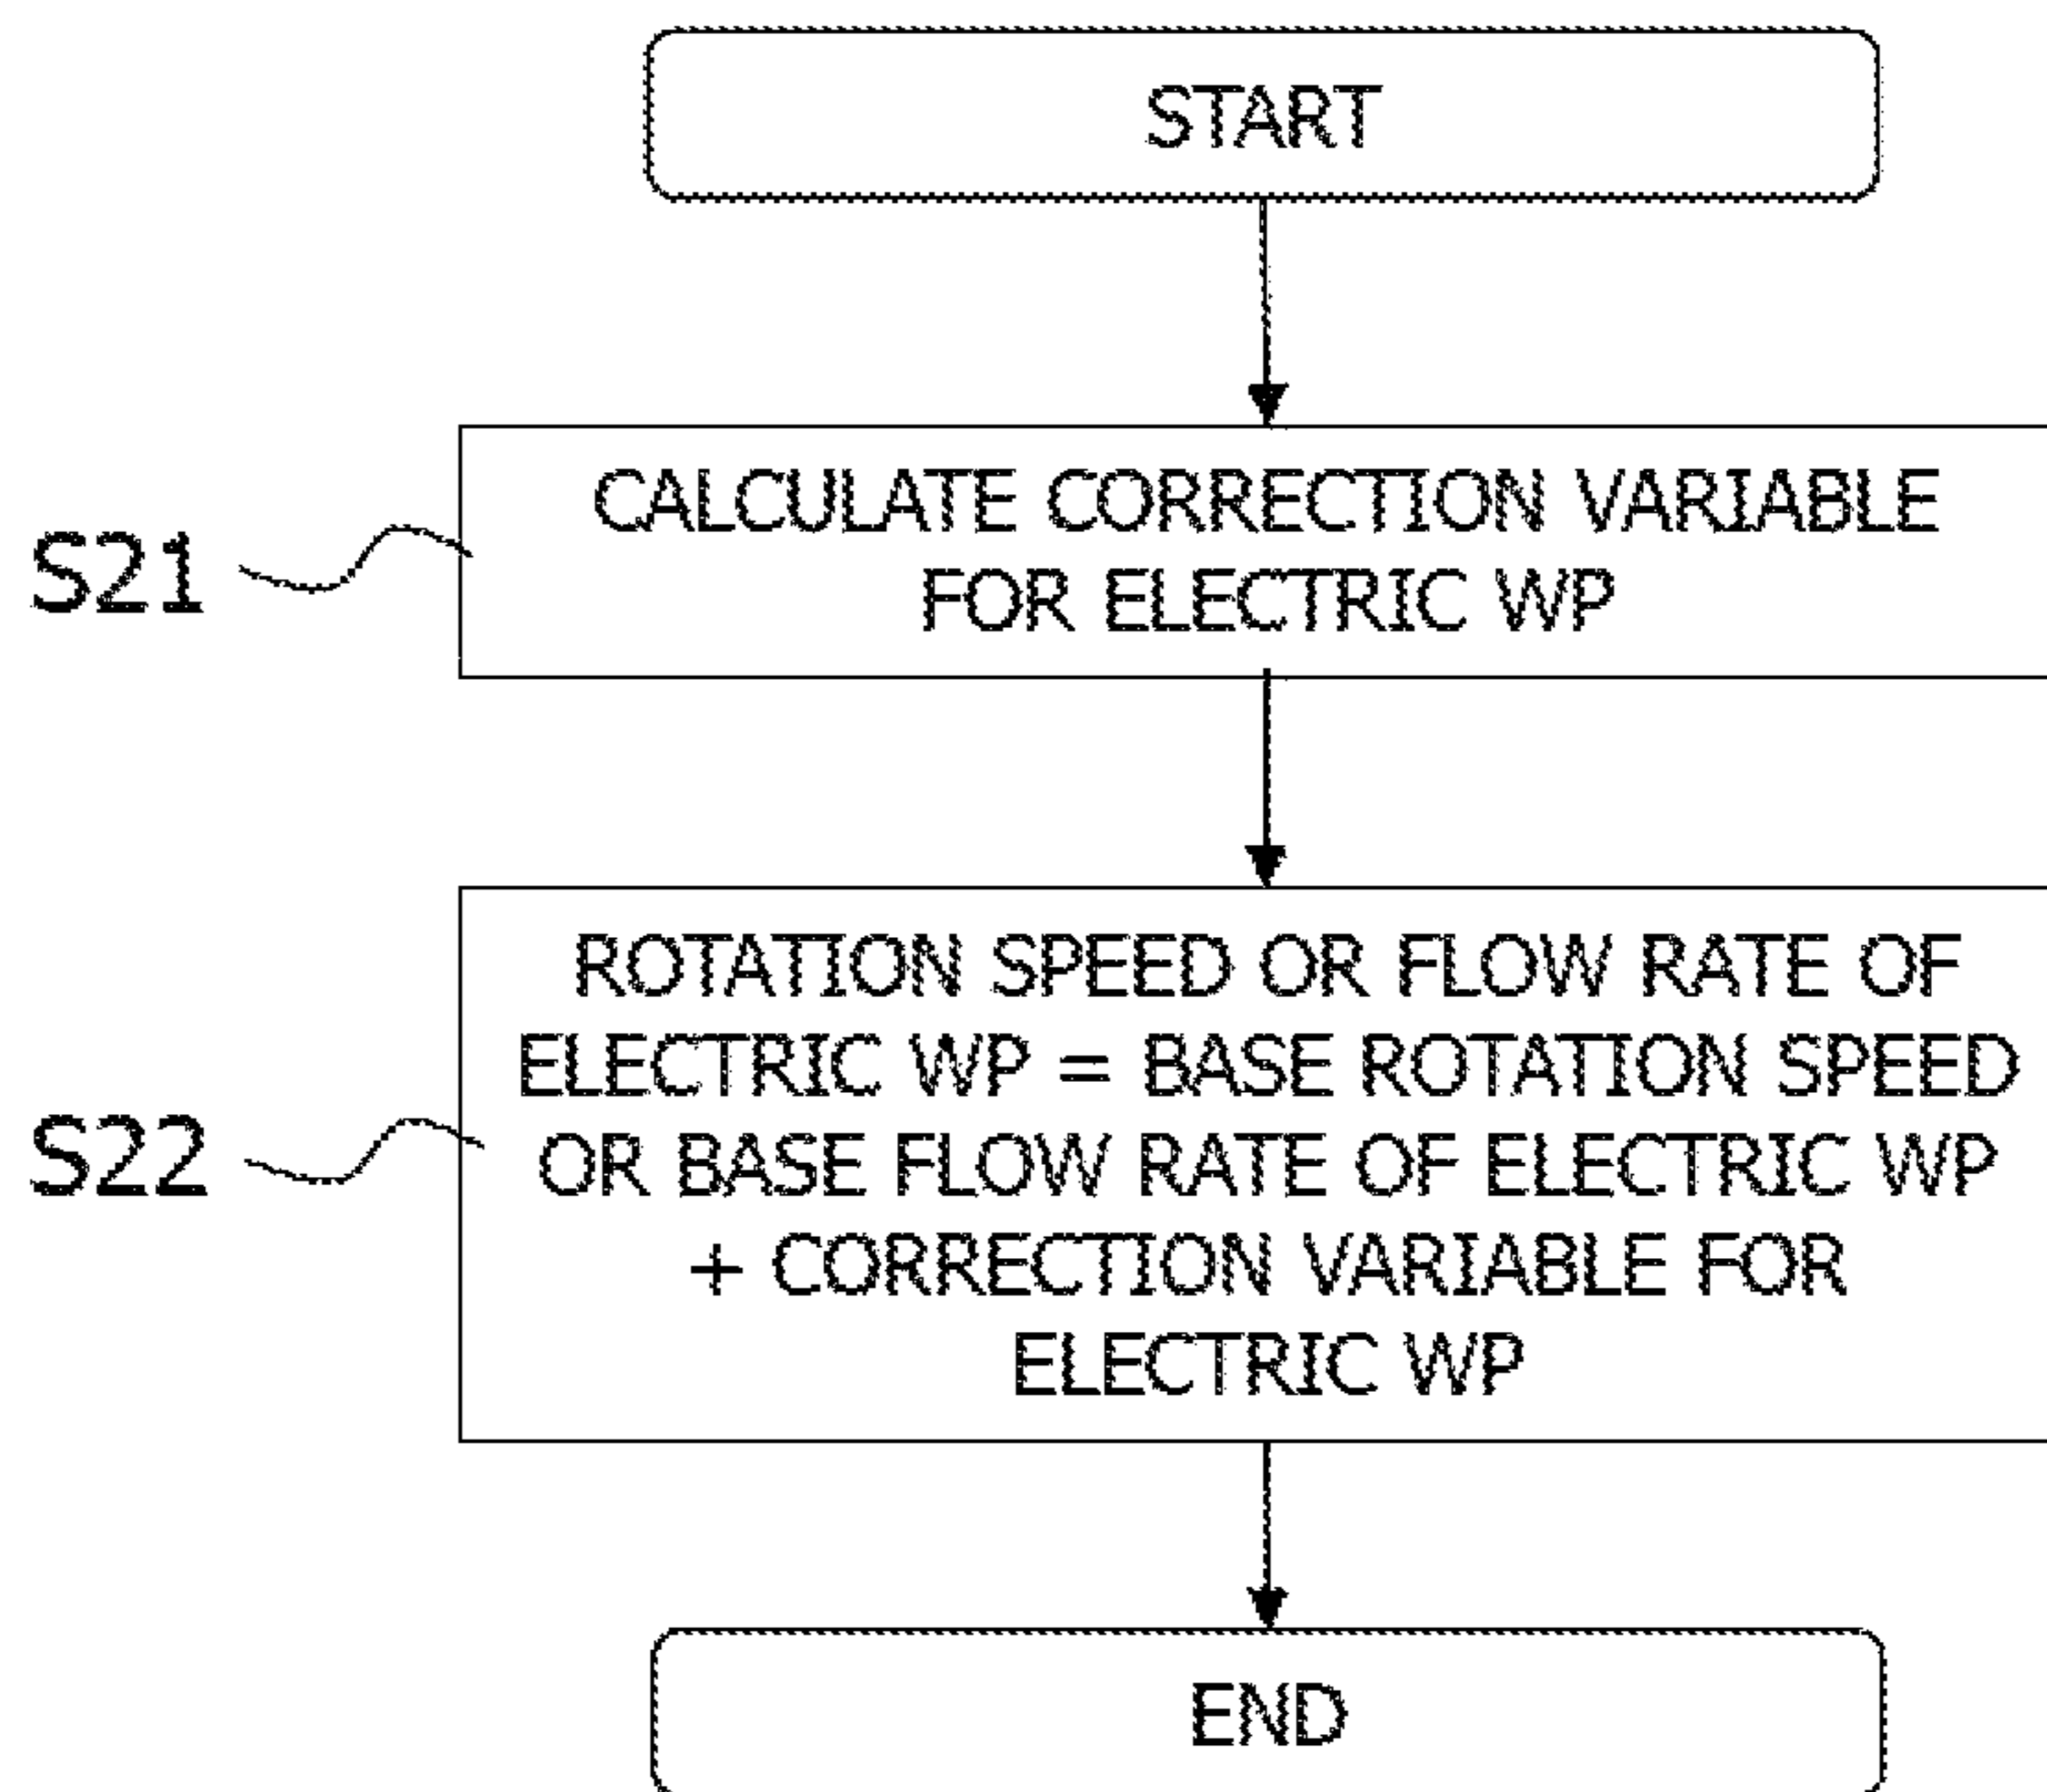 START
CALCULATE CORRECTION VARIABLE
FOR ELECTRIC WP
S21
ROTATION SPEED OR FLOW RATE OF
ELECTRIC WP = BASE ROTATION SPEED
OR BASE FLOW RATE OF ELECTRIC WP
+ CORRECTION VARIABLE FOR
ELECTRIC WP
S22
END